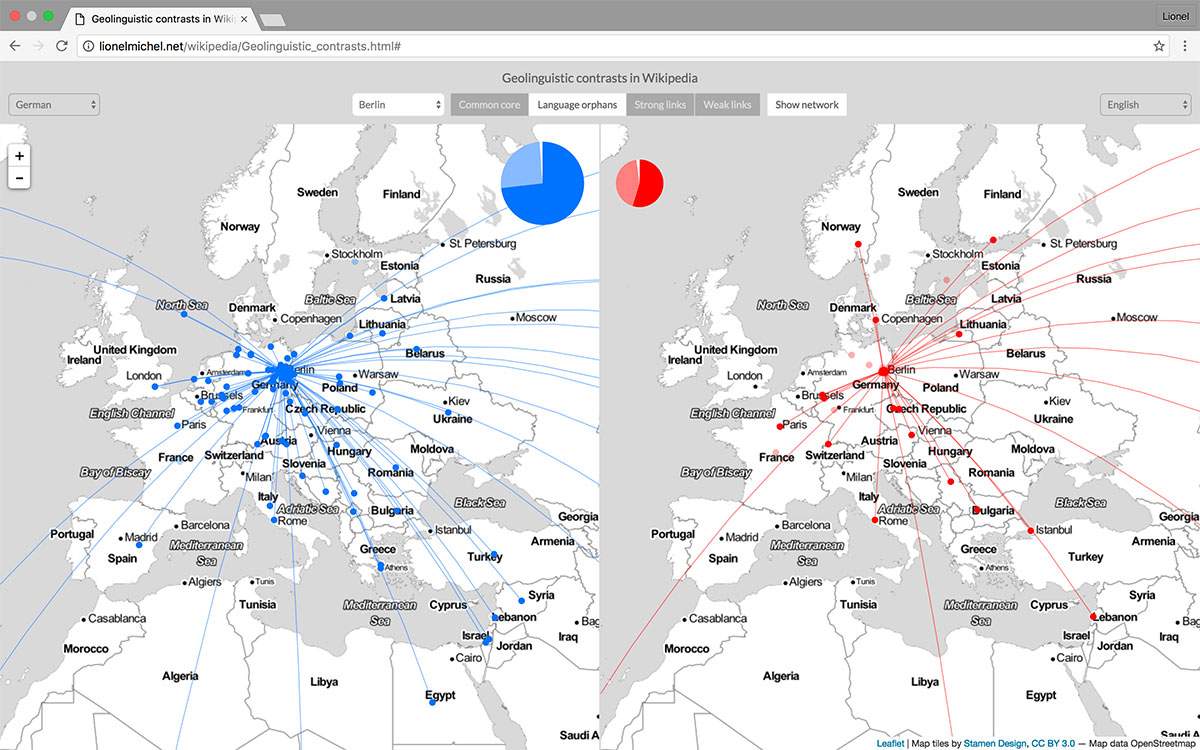 Geolinguistic contrasts in Wiki
Lionel
lionelmichel.net/wikipedia/Geolinguistic_contrasts.html#
Geolinguistic contrasts in Wikipedia
German
Berlin
Common core
Language orphans
Strong links
Weak links
Show network
English
+
−
Sweden
Finland
Norway
St. Petersburg
Stockholm
Estonia
Russia
Baltic Sea
Latvia
North Sea
Denmark
Copenhagen
Moscow
Lithuania
United Kingdom
Ireland
Belarus
London
Amsterdam
Berlin
Warsaw
Germany
Poland
Brussels
Kiev
English Channel
Frankfurt
Czech Republic
Ukraine
Paris
Vienna
Austria
France
Switzerland
Hungary
Moldova
Slovenia
Bay of Biscay
Milan
Romania
Italy
Black Sea
Adriatic Sea
Bulgaria
Georgia
Rome
Barcelona
Istanbul
Portugal
Madrid
Armenia
Mediterranean
Sea
Spain
Greece
Turkey
Athens
Algiers
Tunis
Syria
Tunisia
Mediterranean
Sea
Cyprus
Lebanon
Casablanca
Bag
Israel
Iraq
Morocco
Jordan
Cairo
Algeria
Libya
Egypt
Saudi A
Sweden
Finland
Norway
St. Petersburg
Stockholm
Estonia
Russia
Baltic Sea
Latvia
North Sea
Denmark
Copenhagen
Moscow
Lithuania
United Kingdom
Ireland
Belarus
London
Amsterdam
Berlin
Warsaw
Germany
Poland
Brussels
Kiev
English Channel
Frankfurt
Czech Republic
Ukraine
Paris
Vienna
Austria
France
Switzerland
Hungary
Moldova
Slovenia
Bay of Biscay
Milan
Romania
Italy
Black Sea
Adriatic Sea
Bulgaria
Georgia
Rome
Barcelona
Istanbul
Portugal
Madrid
Armenia
Mediterranean
Sea
Spain
Greece
Turkey
Athens
Algiers
Tunis
Syria
Tunisia
Mediterranean
Sea
Cyprus
Lebanon
Casablanca
Bag
Israel
Iraq
Morocco
Jordan
Cairo
Algeria
Libya
Egypt
Leaflet | Map tiles by Stamen Design, CC BY 3.0 — Map data OpenStreetmap